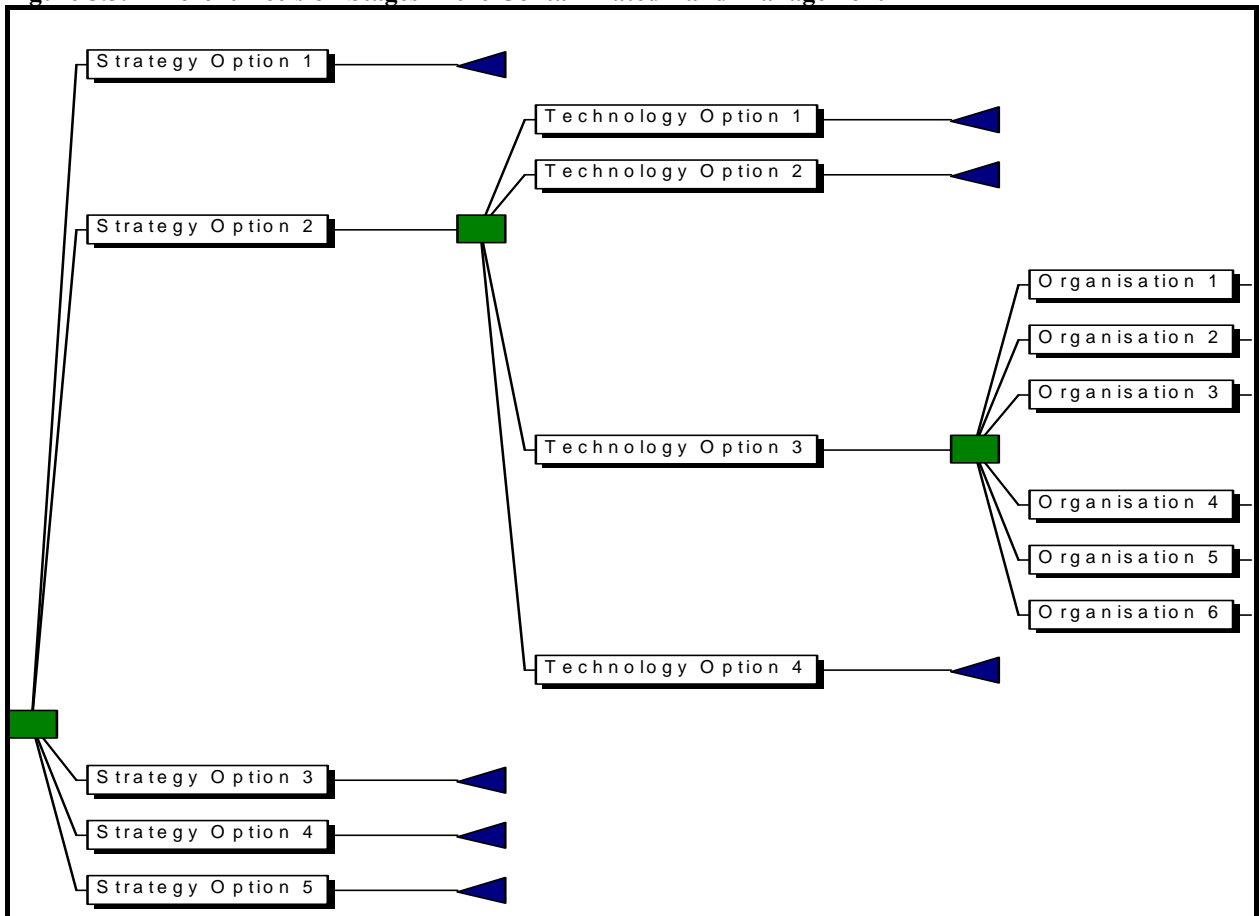 Strategy Option 1
Technology Option 1
Technology Option 2
Strategy Option 2
Organisation 1
Organisation 2
Organisation 3
Technology Option 3
Organisation 4
Organisation 5
Organisation 6
Technology Option 4
Strategy Option 3
Strategy Option 4
Strategy Option 5